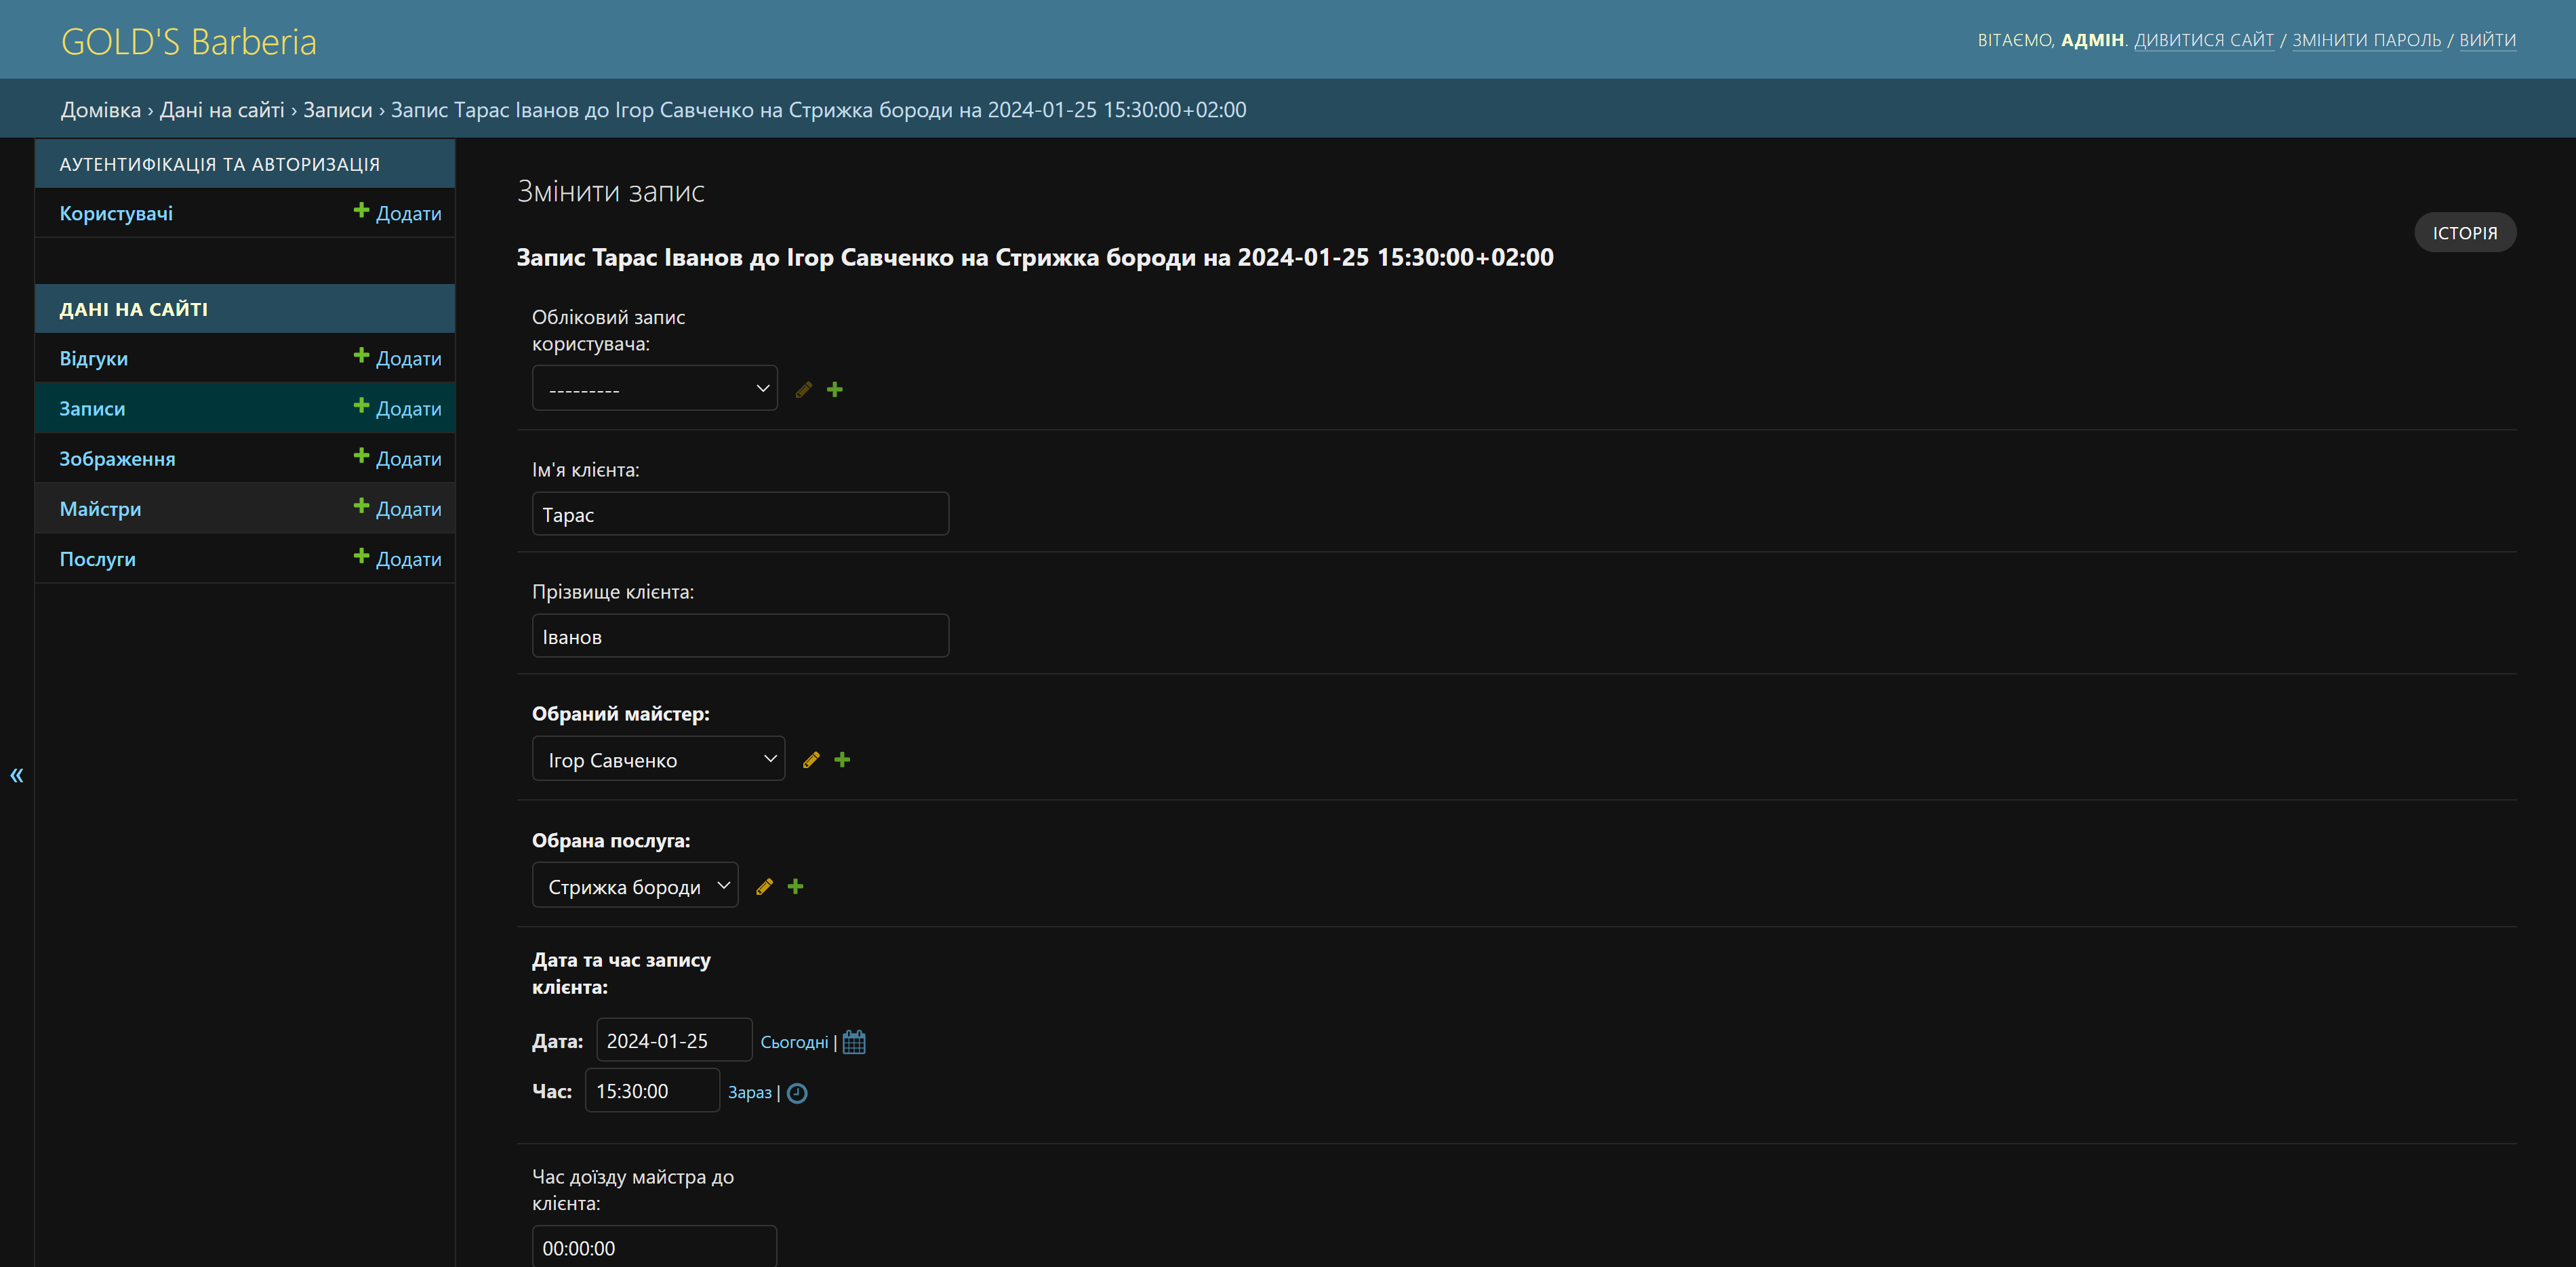 GOLD'S Barberia
ВІТАЄМО, АДМІН. ДИВИТИСЯ САЙТ / ЗМІНИТИ ПАРОЛЬ / ВИЙТИ
Домівка › Дані на сайті › Записи › Запис Тарас Іванов до Ігор Савченко на Стрижка бороди на 2024-01-25 15:30:00+02:00
АУТЕНТИФІКАЦІЯ ТА АВТОРИЗАЦІЯ
Користувачі Додати
ДАНІ НА САЙТІ
Відгуки Додати
Записи Додати
Зображення Додати
Майстри Додати
Послуги Додати
«
Змінити запис
ІСТОРІЯ
Запис Тарас Іванов до Ігор Савченко на Стрижка бороди на 2024-01-25 15:30:00+02:00
Обліковий запис
користувача:
---------
Ім'я клієнта:
Тарас
Прізвище клієнта:
Іванов
Обраний майстер:
Ігор Савченко
Обрана послуга:
Стрижка бороди
Дата та час запису
клієнта:
Дата: 2024-01-25 Сьогодні |
Час: 15:30:00 Зараз |
Час доїзду майстра до
клієнта:
00:00:00